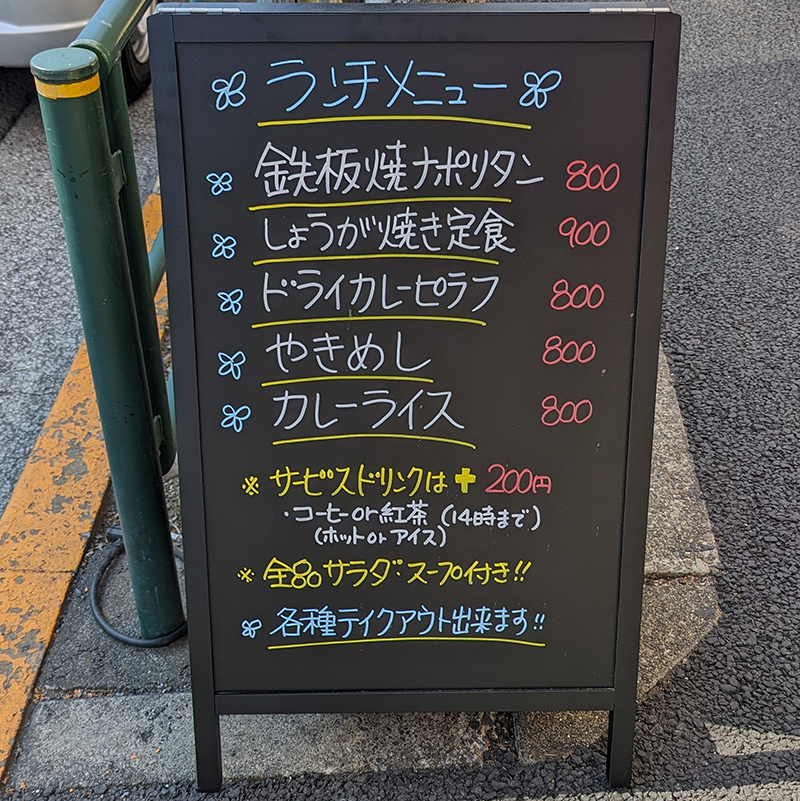 ランチメニュー
鉄板焼ナポリタン 800
しょうが焼き定食 900
ドライカレーピラフ 800
やきめし 800
カレーライス 800
※ サービスドリンクは+200円
・コーヒーor紅茶 (14時まで)
(ホットorアイス)
※ 全品サラダ・スープ付き!!
各種テイクアウト出来ます!!